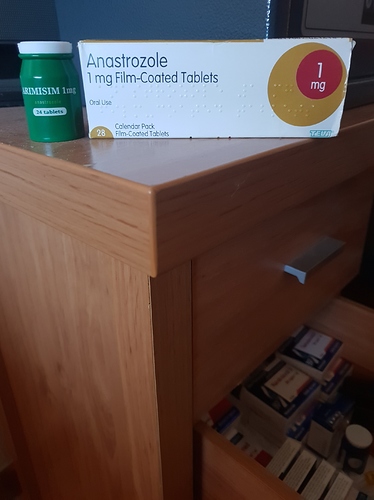 ARIMISIM 1mg
24 tablets
Anastrozole
1 mg Film-Coated Tablets
Oral Use
28
Calendar Pack
Film-Coated Tablets
1
mg
TEVA